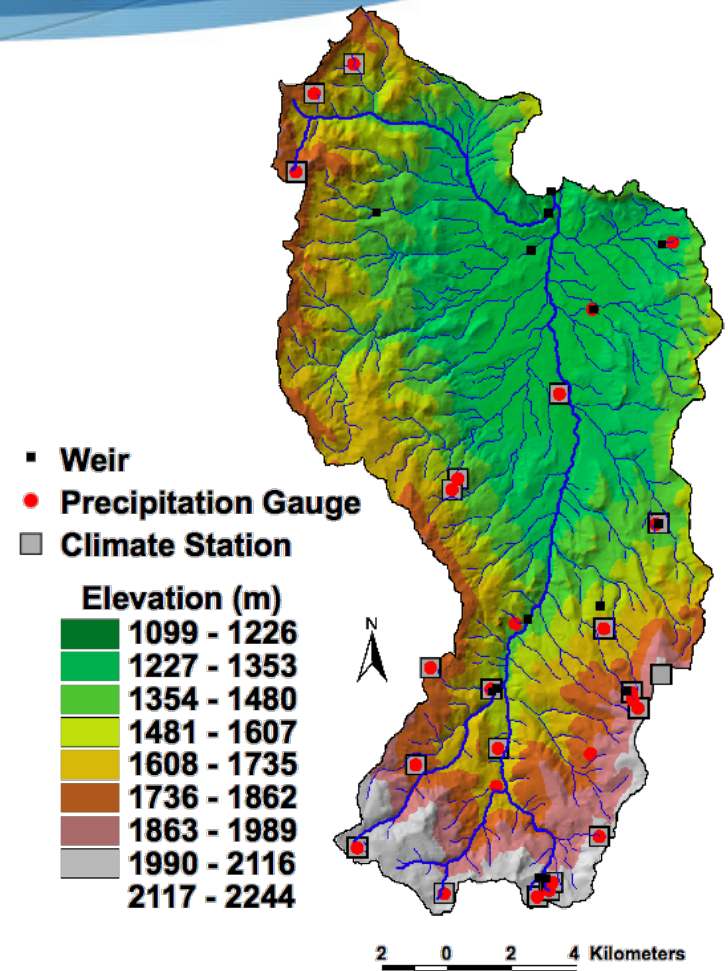 Weir
Precipitation Gauge
Climate Station
Elevation (m)
1099 - 1226
1227 - 1353
1354 - 1480
1481 - 1607
1608 - 1735
1736 - 1862
1863 - 1989
1990 - 2116
2117 - 2244
N
2 0 2 4 Kilometers